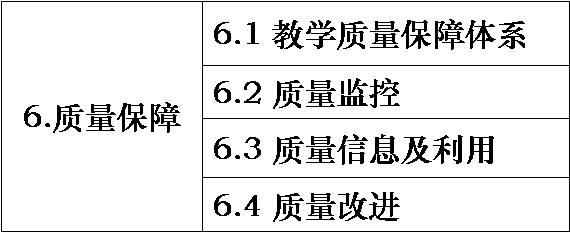 6.质量保障
6.1 教学质量保障体系
6.2 质量监控
6.3 质量信息及利用
6.4 质量改进